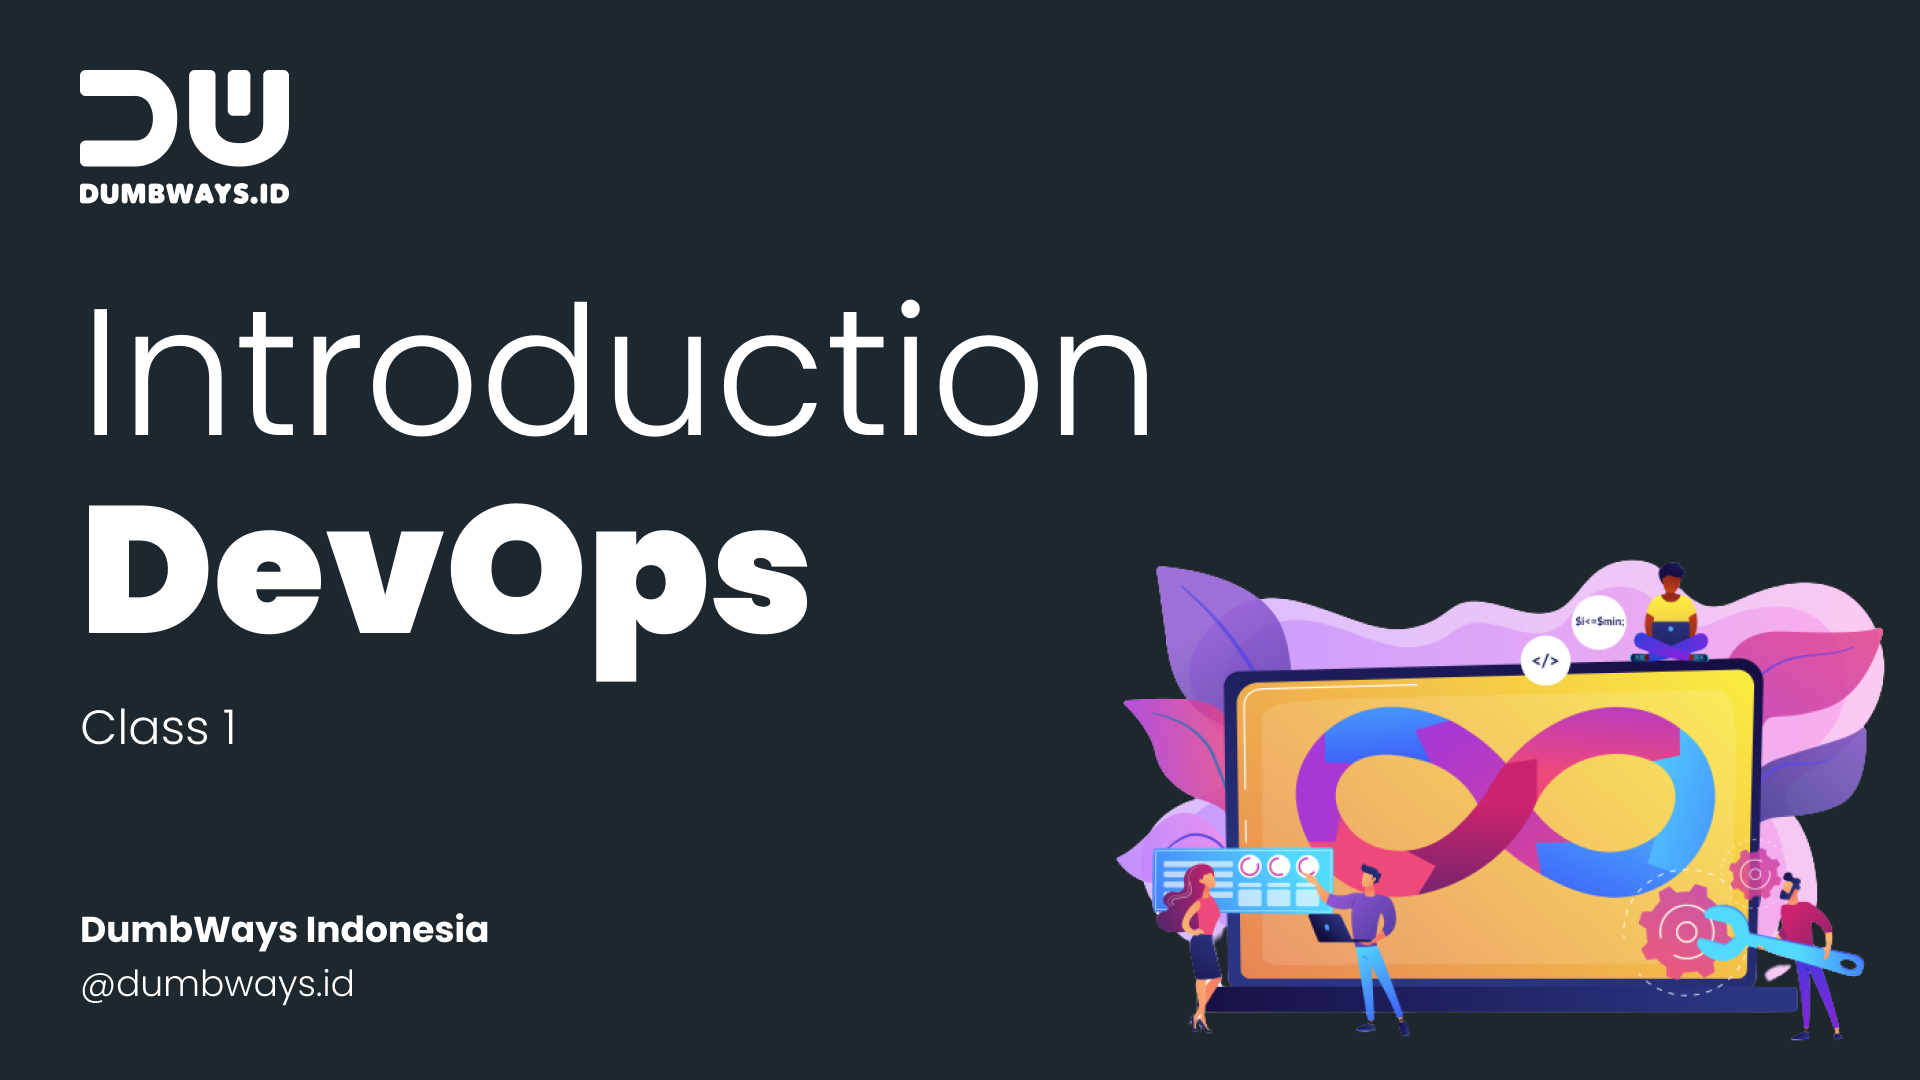 DUMBWAYS.ID
Introduction
DevOps
Class 1
$i<=$min;
</>
DumbWays Indonesia
@dumbways.id